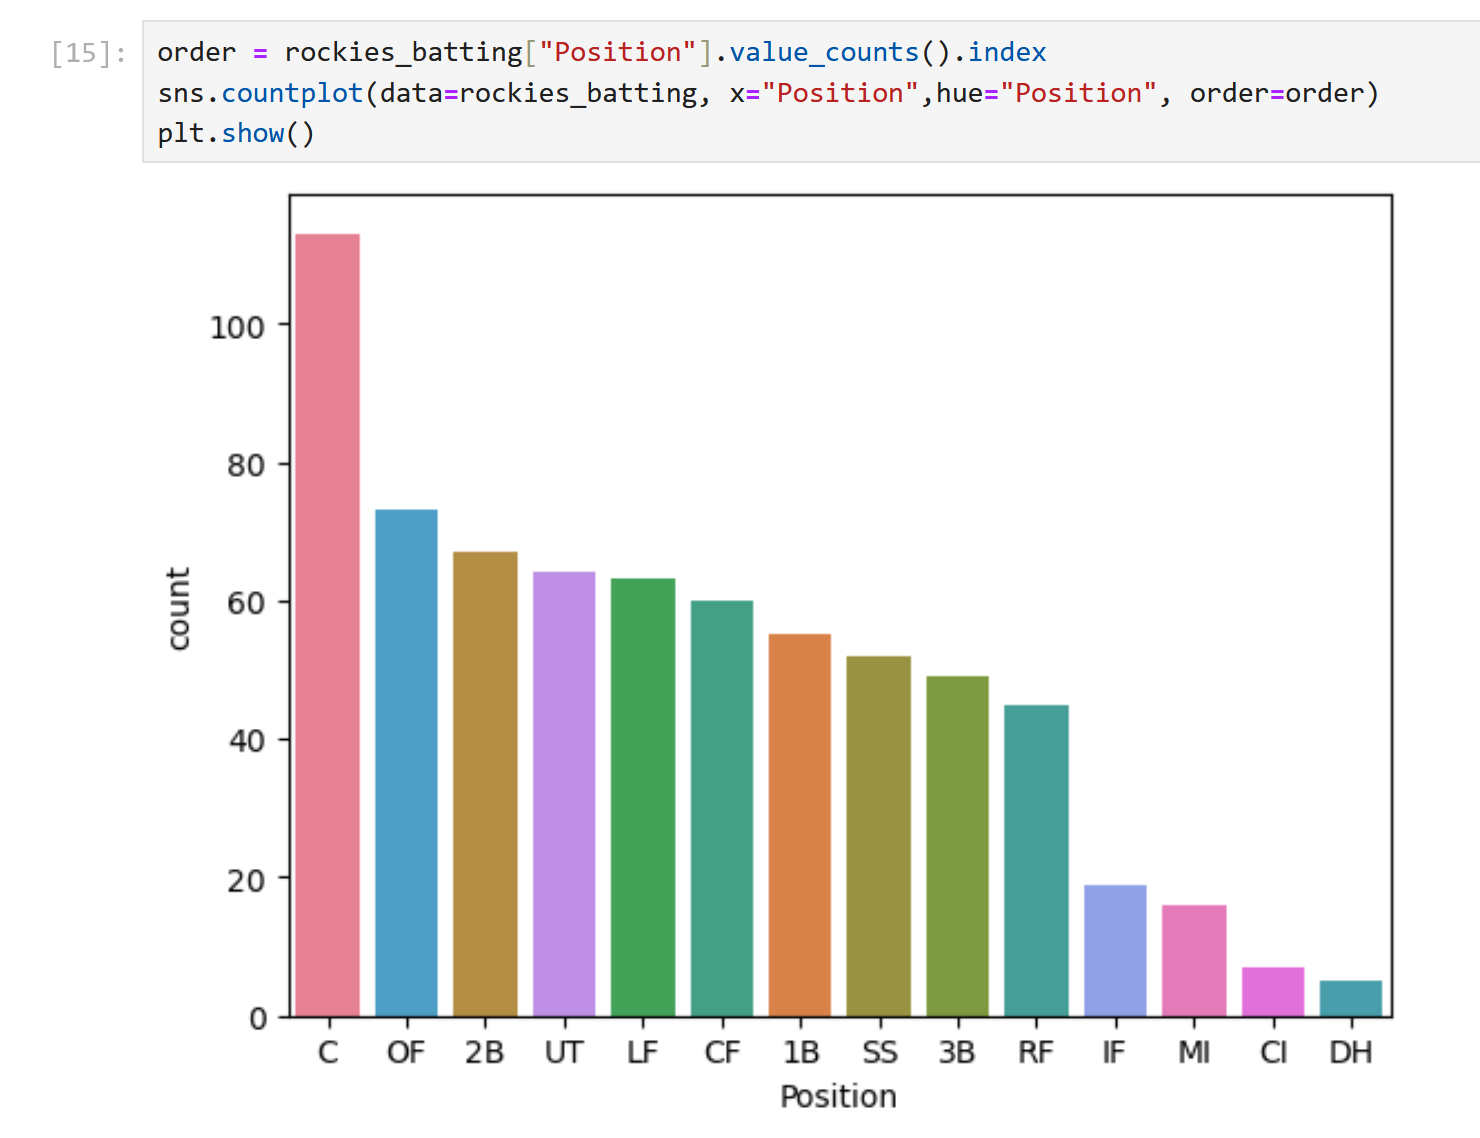 [15]: order = rockies_batting["Position"].value_counts().index
sns.countplot(data=rockies_batting, x="Position",hue="Position", order=order)
plt.show()
100
80
60
40
20
0
count
C OF 2B UT LF CF 1B SS 3B RF IF MI CI DH
Position